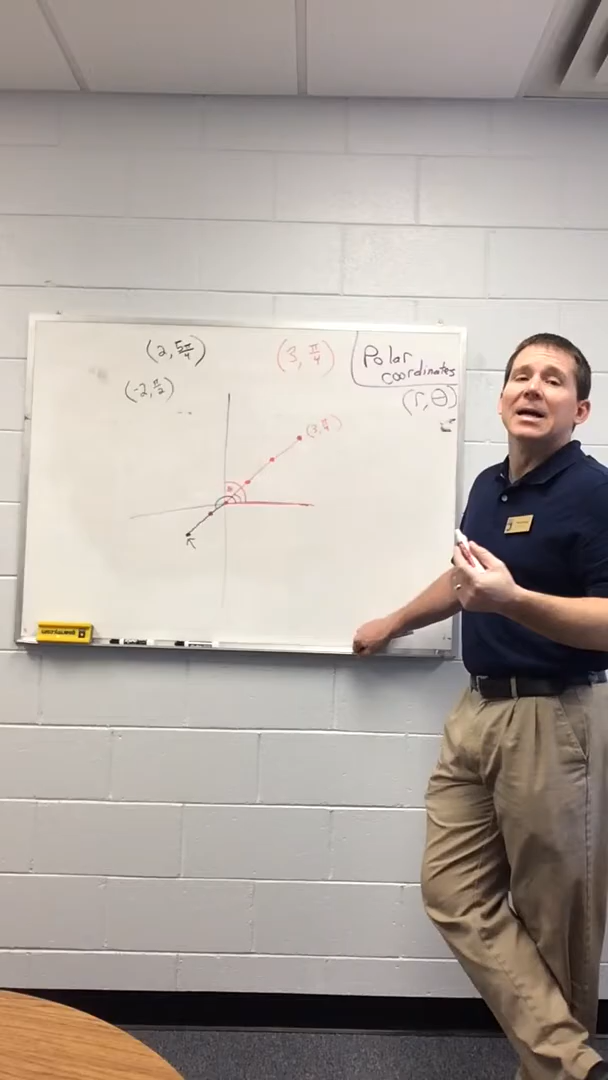 (2, 5π/4)
(3, π/4)
Polar
coordinates
(r, θ)
(-2, π/2)
(3, π/4)